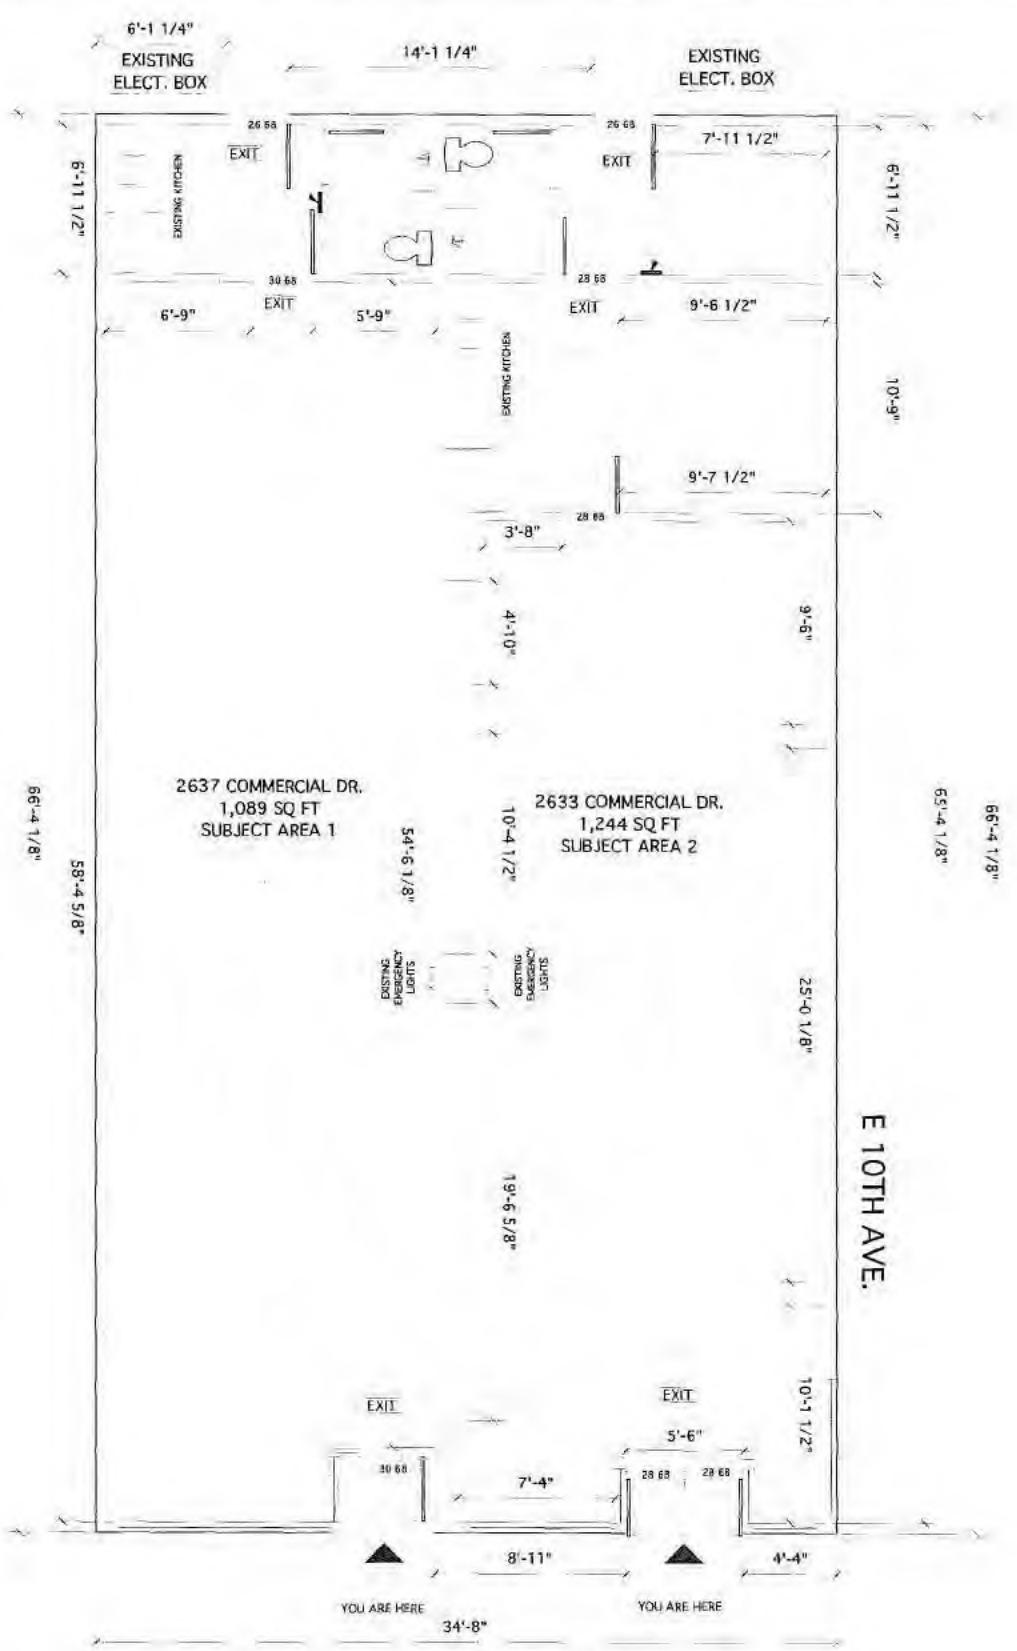 6'-1 1/4"
EXISTING
ELECT. BOX
14'-1 1/4"
EXISTING
ELECT. BOX
26 68
EXIT
26 68
EXIT
7'-11 1/2"
6'-11 1/2"
EXISTING KITCHEN
6'-11 1/2"
30 68
EXIT
28 68
EXIT
6'-9"
5'-9"
9'-6 1/2"
EXISTING KITCHEN
10'-9"
9'-7 1/2"
28 68
3'-8"
4'-10"
9'-6"
2637 COMMERCIAL DR.
1,089 SQ FT
SUBJECT AREA 1
2633 COMMERCIAL DR.
1,244 SQ FT
SUBJECT AREA 2
66'-4 1/8"
58'-4 5/8"
54'-6 1/8"
10'-4 1/2"
65'-4 1/8"
66'-4 1/8"
EXISTING
EMERGENCY
LIGHTS
EXISTING
EMERGENCY
LIGHTS
25'-0 1/8"
19'-6 5/8"
E 10TH AVE.
EXIT
EXIT
10'-1 1/2"
5'-6"
30 68
28 68
28 68
7'-4"
8'-11"
4'-4"
YOU ARE HERE
YOU ARE HERE
34'-8"